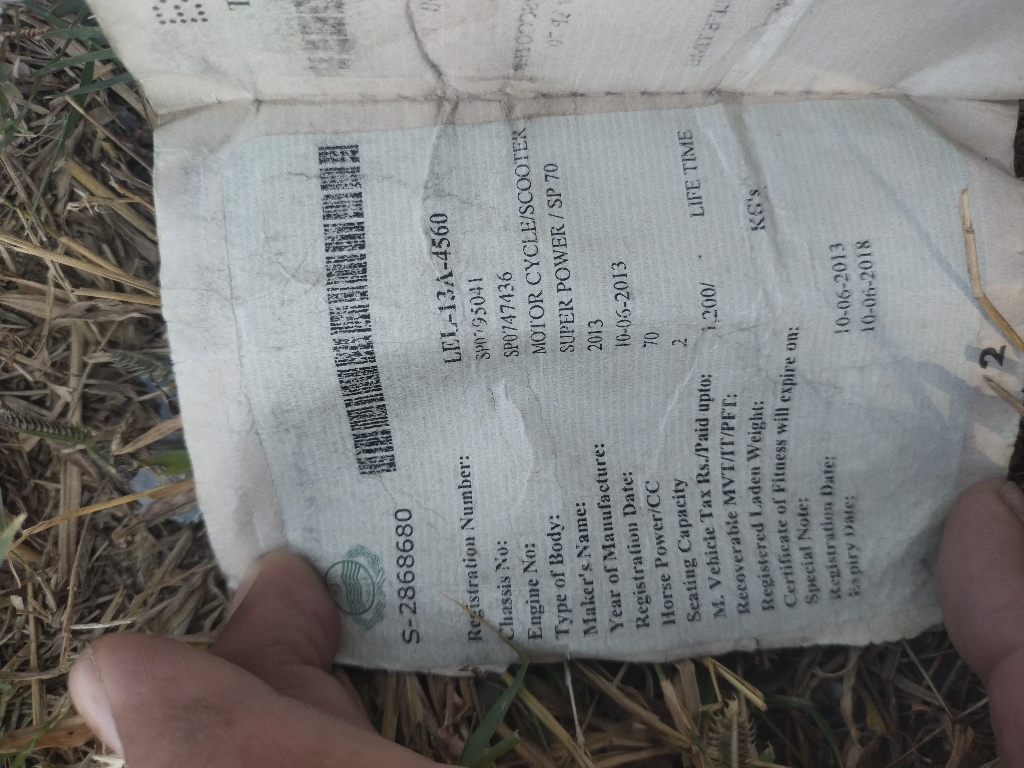 S-2868680
Registration Number: LEL-13A-4560
Chassis No: SP0795041
Engine No: SP0747436
Type of Body: MOTOR CYCLE/SCOOTER
Maker's Name: SUPER POWER / SP 70
Year of Manufacture: 2013
Registration Date: 10-06-2013
Horse Power/CC 70
Seating Capacity 2
M. Vehicle Tax Rs./Paid upto: 1,200/ - LIFE TIME
Recoverable MVT/IT/PFT:
Registered Laden Weight: KG's
Certificate of Fitness will expire on:
Special Note:
Registration Date: 10-06-2013
Expiry Date: 10-06-2018
2